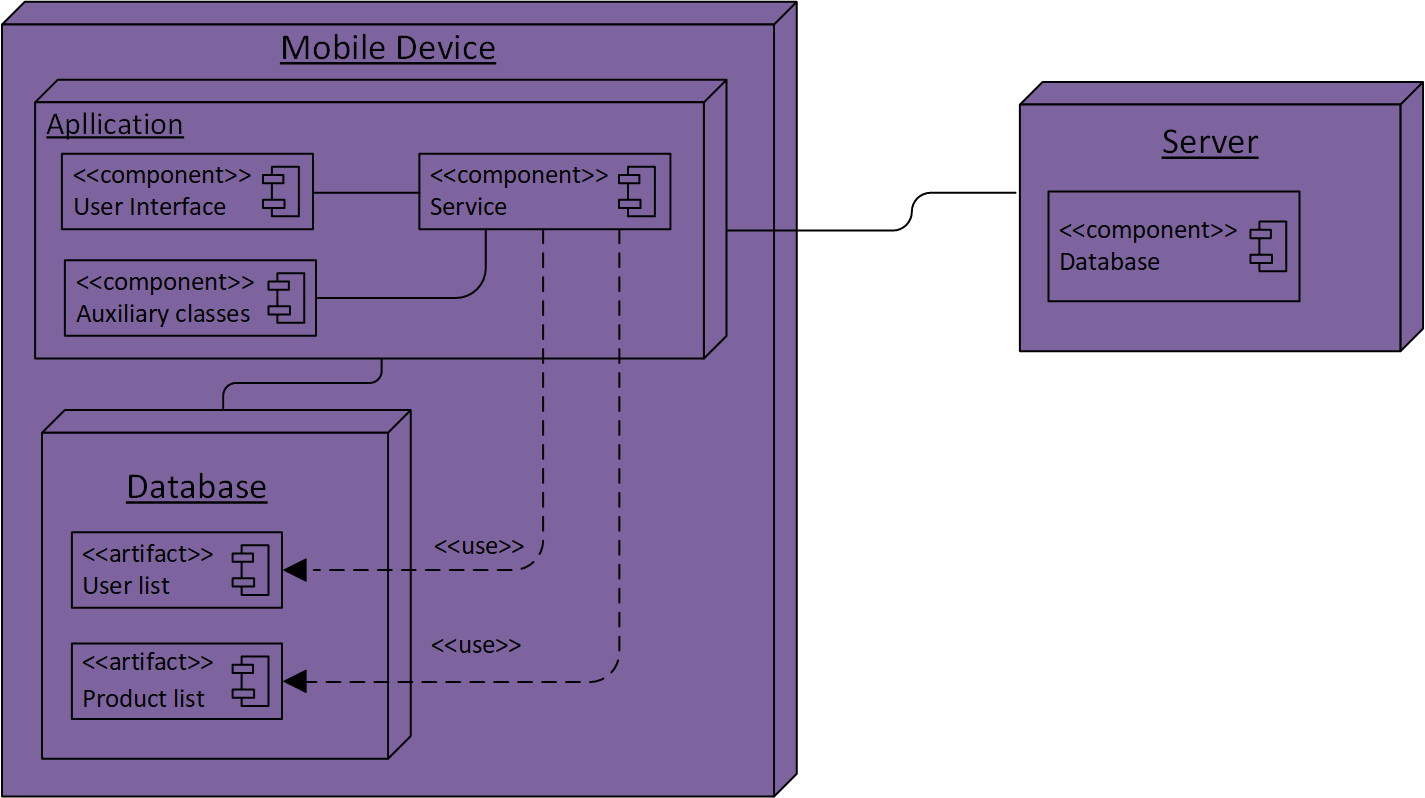 Mobile Device
Apllication
<<component>>
User Interface
<<component>>
Service
<<component>>
Auxiliary classes
Server
<<component>>
Database
Database
<<artifact>>
User list
<<use>>
<<artifact>>
Product list
<<use>>